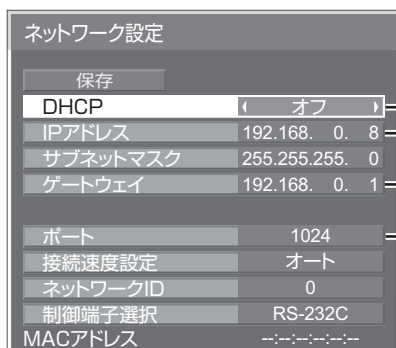 ネットワーク設定
保存
DHCP オフ
IPアドレス 192.168. 0. 8
サブネットマスク 255.255.255. 0
ゲートウェイ 192.168. 0. 1
ポート 1024
接続速度設定 オート
ネットワークID 0
制御端子選択 RS-232C
MACアドレス --:--:--:--:--:--